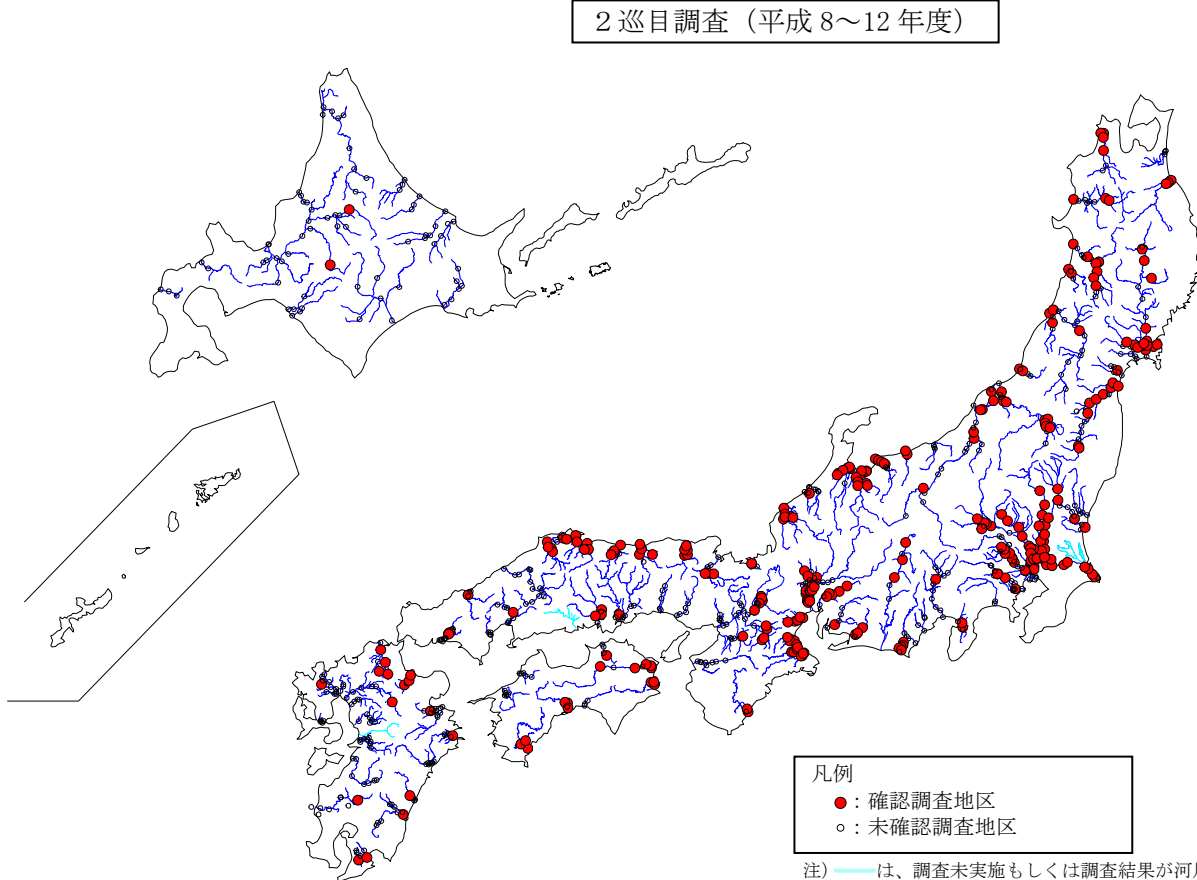 2巡目調査（平成 8～12 年度）
凡例
●：確認調査地区
○：未確認調査地区
注）━━は、調査未実施もしくは調査結果が河